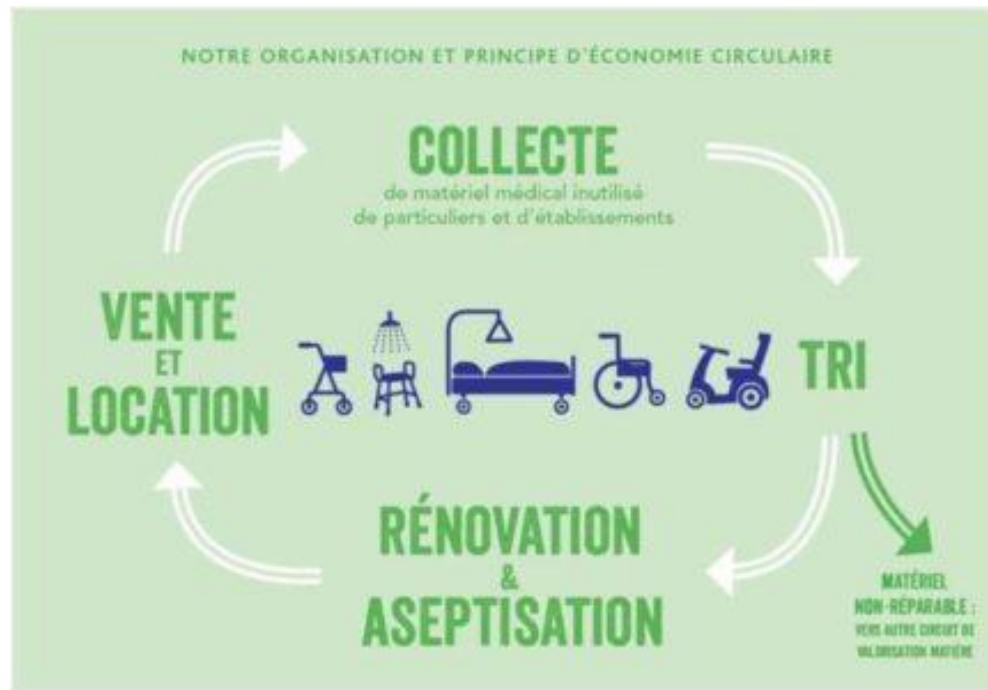 NOTRE ORGANISATION ET PRINCIPE D'ÉCONOMIE CIRCULAIRE
COLLECTE
de matériel médical inutilisé
de particuliers et d'établissements
TRI
MATÉRIEL
NON-RÉPARABLE :
VERS AUTRE CIRCUIT DE
VALORISATION MATIÈRE
RÉNOVATION
&
ASEPTISATION
VENTE
ET
LOCATION